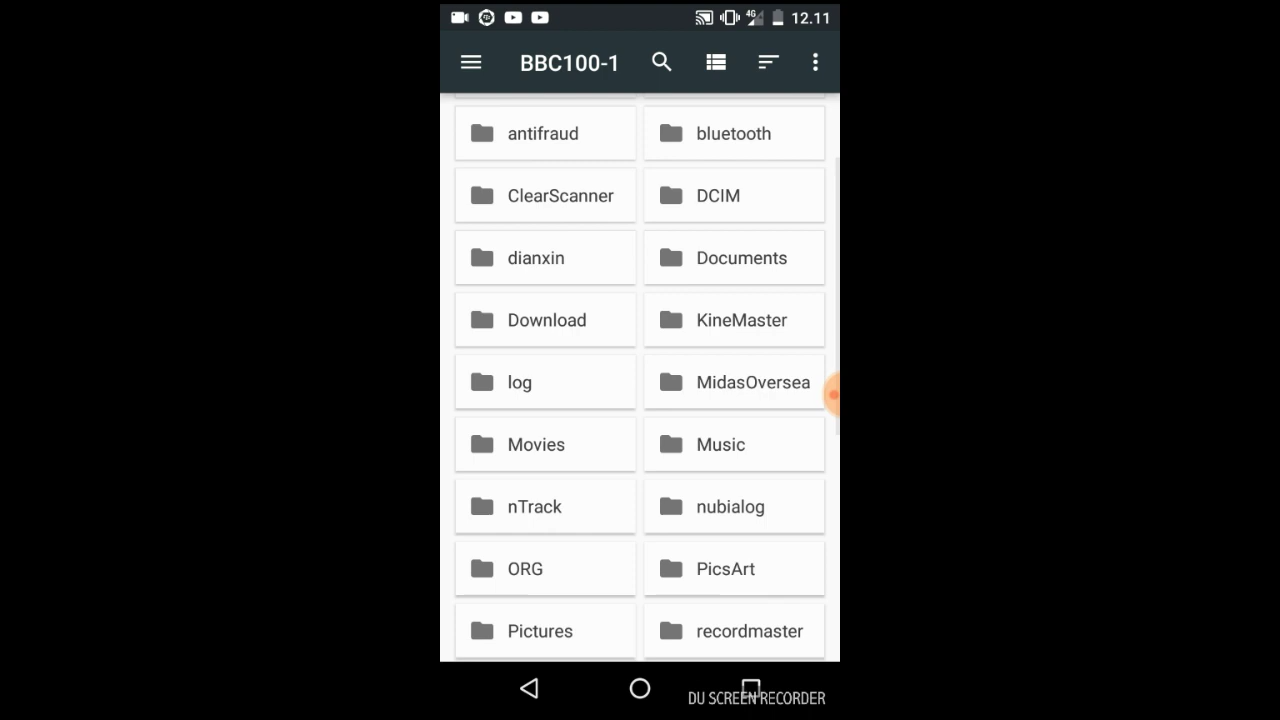 4G 12.11
BBC100-1
antifraud bluetooth
ClearScanner DCIM
dianxin Documents
Download KineMaster
log MidasOversea
Movies Music
nTrack nubialog
ORG PicsArt
Pictures recordmaster
DU SCREEN RECORDER